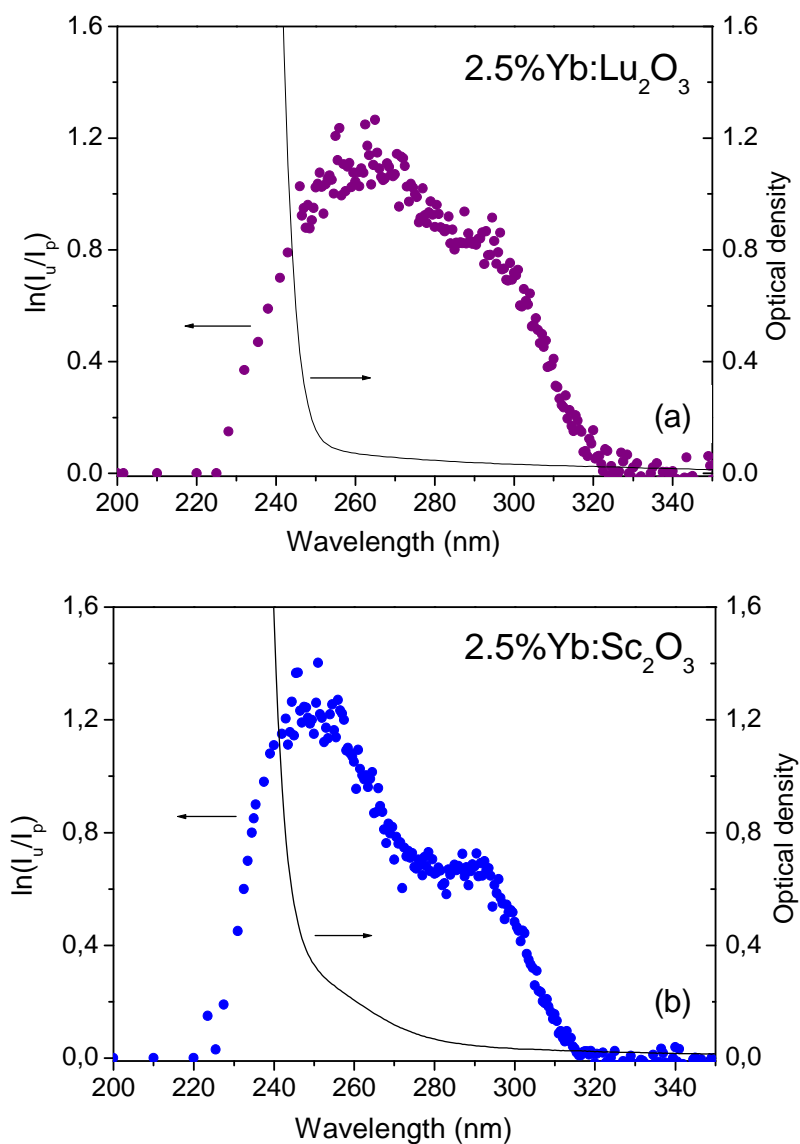 1.6
1.6
2.5%Yb:Lu₂O₃
1.2
1.2
ln(Iᵤ/Iₚ)
0.8
0.8
Optical density
0.4
0.4
(a)
0.0
0.0
200 220 240 260 280 300 320 340
Wavelength (nm)
1,6
1,6
2.5%Yb:Sc₂O₃
1,2
1,2
ln(Iᵤ/Iₚ)
0,8
0,8
Optical density
0,4
0,4
(b)
0,0
0,0
200 220 240 260 280 300 320 340
Wavelength (nm)